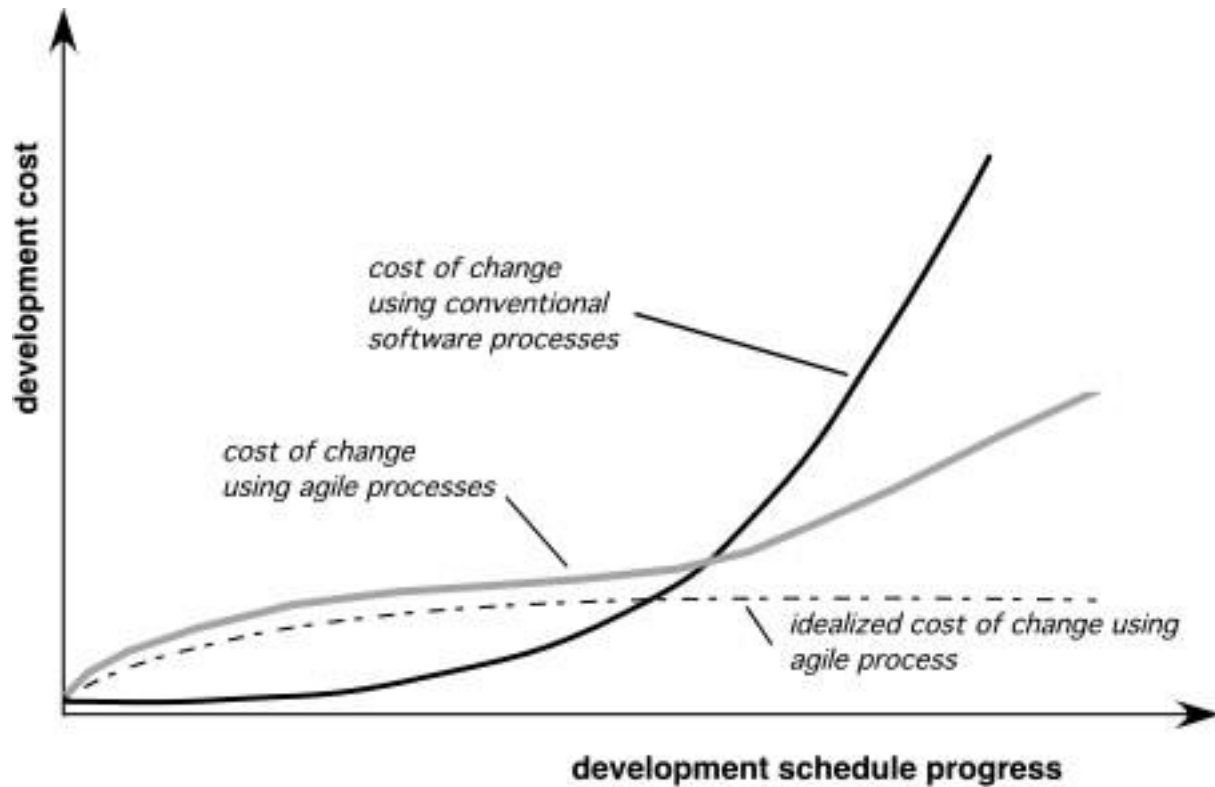 development cost
cost of change
using conventional
software processes
cost of change
using agile processes
idealized cost of change using
agile process
development schedule progress